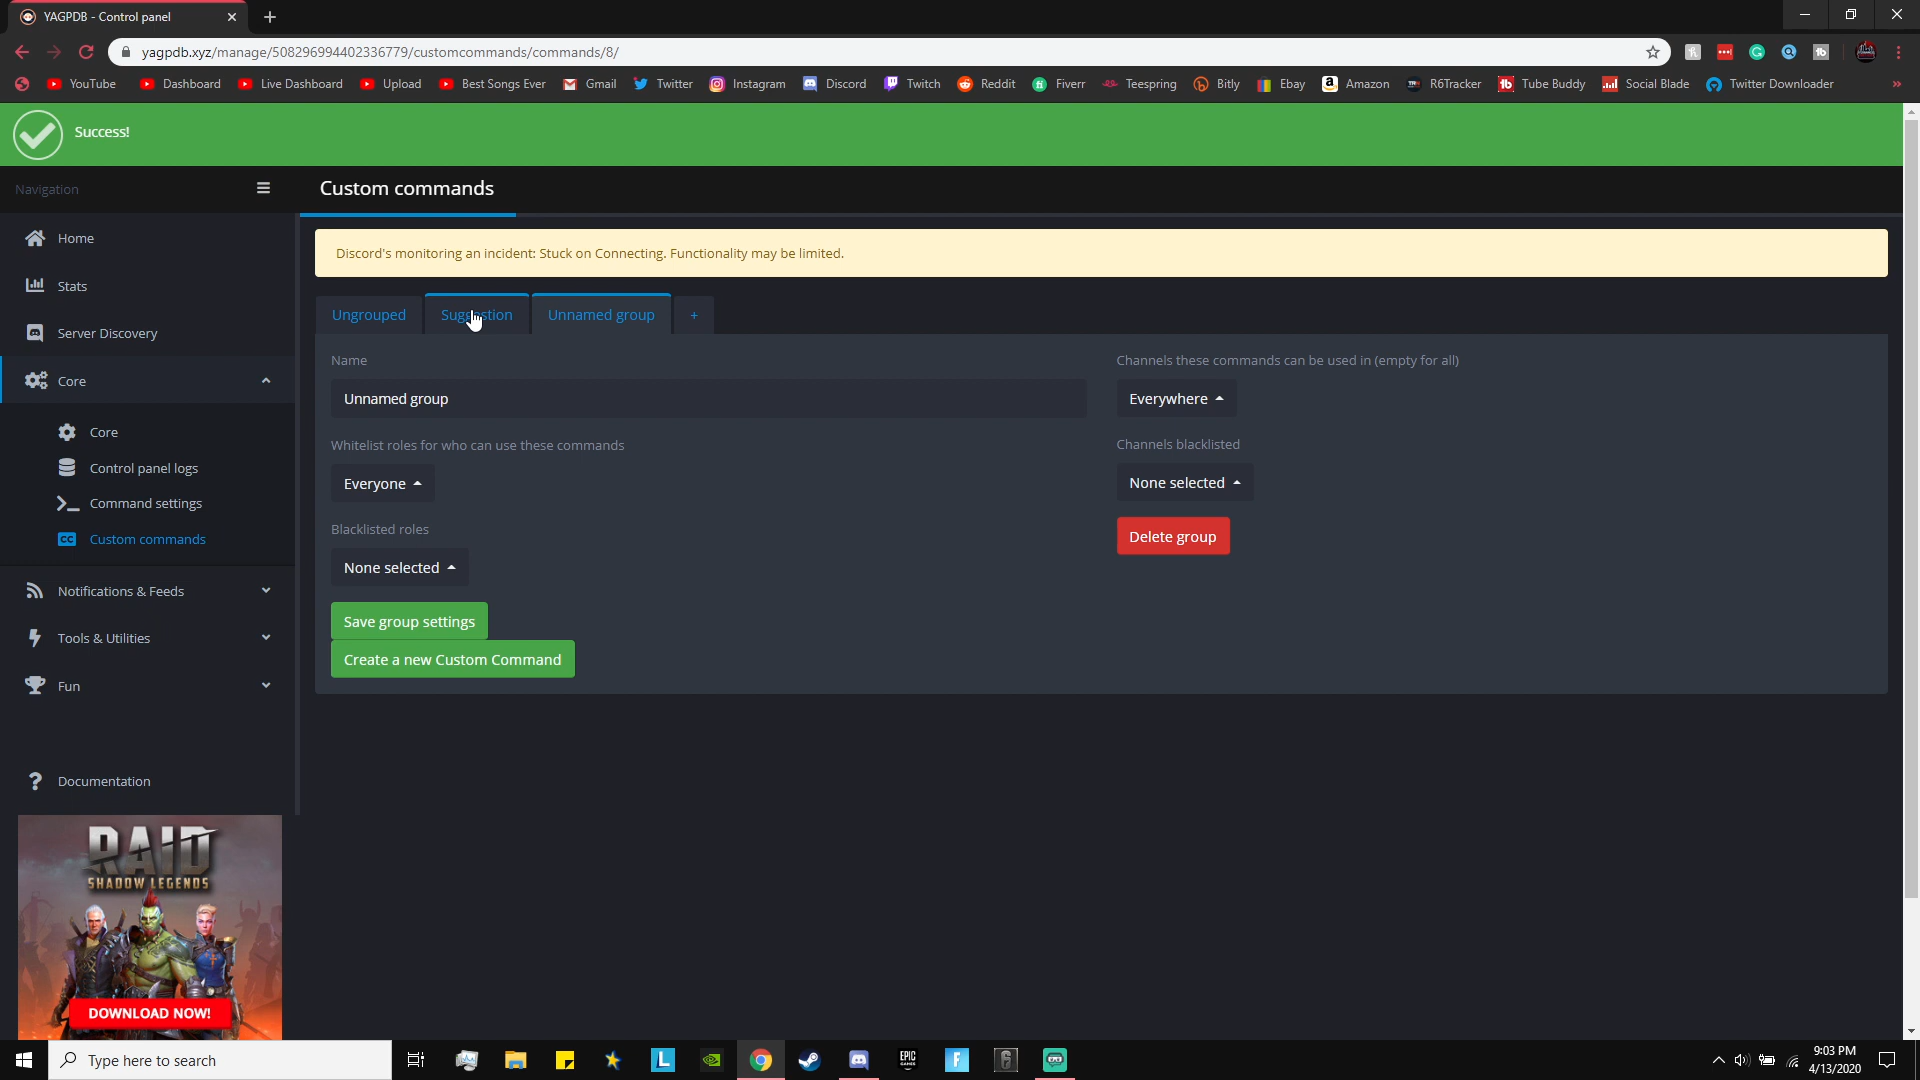 YAGPDB - Control panel
yagpdb.xyz/manage/508296994402336779/customcommands/commands/8/
YouTube Dashboard Live Dashboard Upload Best Songs Ever Gmail Twitter Instagram Discord Twitch Reddit Fiverr Teespring Bitly Ebay Amazon R6Tracker Tube Buddy Social Blade Twitter Downloader »
Success!
Navigation
Custom commands
Home
Stats
Server Discovery
Core
Core
Control panel logs
Command settings
CC Custom commands
Notifications & Feeds
Tools & Utilities
Fun
Documentation
RAID
SHADOW LEGENDS
DOWNLOAD NOW!
Discord's monitoring an incident: Stuck on Connecting. Functionality may be limited.
Ungrouped Suggestion Unnamed group +
Name
Unnamed group
Whitelist roles for who can use these commands
Everyone
Blacklisted roles
None selected
Save group settings
Create a new Custom Command
Channels these commands can be used in (empty for all)
Everywhere
Channels blacklisted
None selected
Delete group
Type here to search
L
EPIC
GAMES
F
9:03 PM
4/13/2020